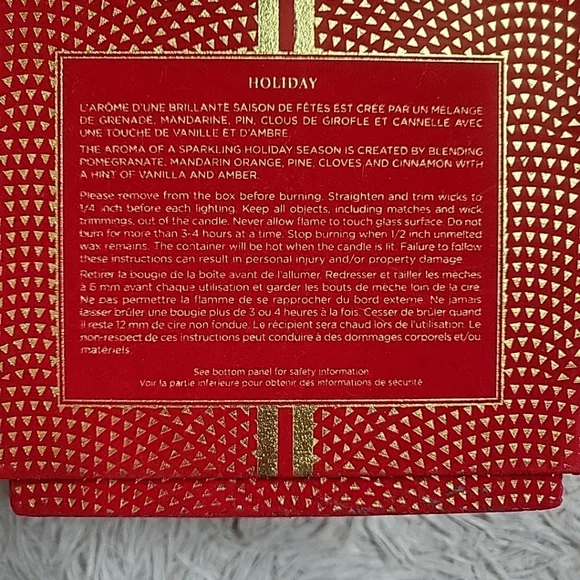 HOLIDAY
L'ARÔME D'UNE BRILLANTE SAISON DE FÊTES EST CRÉE PAR UN MÉLANGE
DE GRENADE, MANDARINE, PIN, CLOUS DE GIROFLE ET CANNELLE AVEC
UNE TOUCHE DE VANILLE ET D'AMBRE.
THE AROMA OF A SPARKLING HOLIDAY SEASON IS CREATED BY BLENDING
POMEGRANATE, MANDARIN ORANGE, PINE, CLOVES AND CINNAMON WITH
A HINT OF VANILLA AND AMBER.
Please remove from the box before burning. Straighten and trim wicks to
1/4 inch before each lighting. Keep all objects, including matches and wick
trimmings, out of the candle. Never allow flame to touch glass surface. Do not
burn for more than 3-4 hours at a time. Stop burning when 1/2 inch unmelted
wax remains. The container will be hot when the candle is lit. Failure to follow
these instructions can result in personal injury and/or property damage.
Retirer la bougie de la boîte avant de l'allumer. Redresser et tailler les mèches
à 6 mm avant chaque utilisation et garder les bouts de mèche loin de la cire.
Ne pas permettre la flamme de se rapprocher du bord externe. Ne jamais
laisser brûler une bougie plus de 3 ou 4 heures à la fois. Cesser de brûler quand
il reste 12 mm de cire non fondue. Le récipient sera chaud lors de l'utilisation. Le
non-respect de ces instructions peut conduire à des dommages corporels et/ou
matériels.
See bottom panel for safety information.
Voir la partie inférieure pour obtenir des informations de sécurité